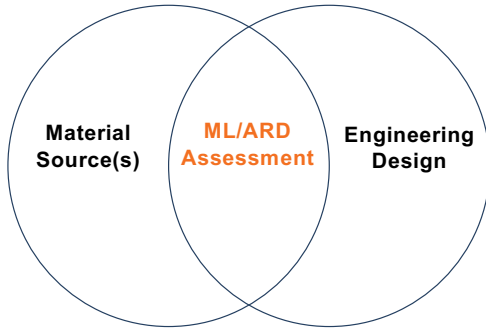 Material
Source(s)
ML/ARD
Assessment
Engineering
Design